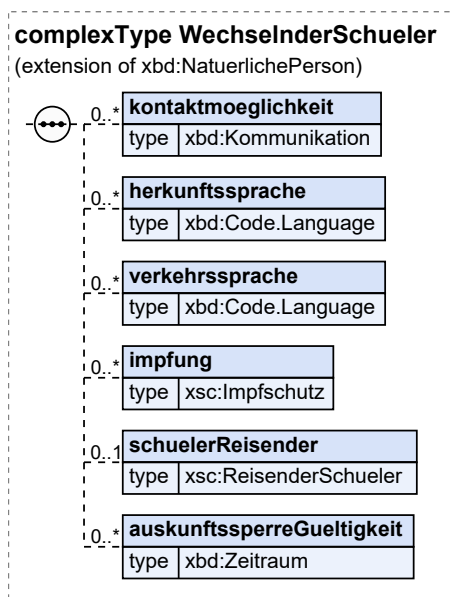 complexType WechselnderSchueler
(extension of xbd:NatuerlichePerson)
0..* kontaktmoeglichkeit
type xbd:Kommunikation
0..* herkunftssprache
type xbd:Code.Language
0..* verkehrssprache
type xbd:Code.Language
0..* impfung
type xsc:Impfschutz
0..1 schuelerReisender
type xsc:ReisenderSchueler
0..* auskunftssperreGueltigkeit
type xbd:Zeitraum